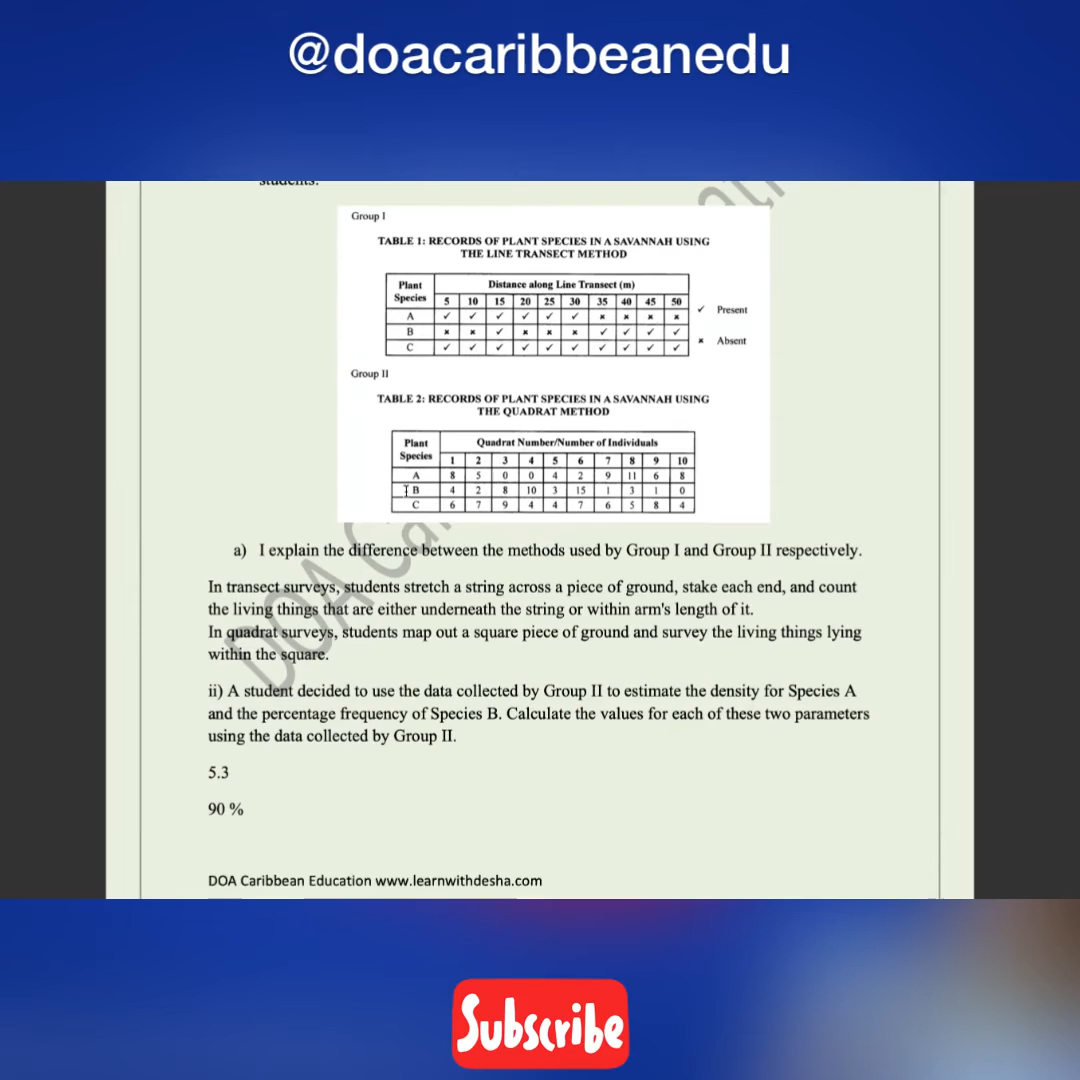 @doacaribbeanedu
students.
Group I
TABLE 1: RECORDS OF PLANT SPECIES IN A SAVANNAH USING
THE LINE TRANSECT METHOD
Plant Species Distance along Line Transect (m)
5 10 15 20 25 30 35 40 45 50
A ✓ ✓ ✓ ✓ ✓ ✓ × × × ×
B × × ✓ × × × ✓ ✓ ✓ ✓
C ✓ ✓ ✓ ✓ ✓ ✓ ✓ ✓ ✓ ✓
✓ Present
× Absent
Group II
TABLE 2: RECORDS OF PLANT SPECIES IN A SAVANNAH USING
THE QUADRAT METHOD
Plant Species Quadrat Number/Number of Individuals
1 2 3 4 5 6 7 8 9 10
A 8 5 0 0 4 2 9 11 6 8
B 4 2 8 10 3 15 1 3 1 0
C 6 7 9 4 4 7 6 5 8 4
a) I explain the difference between the methods used by Group I and Group II respectively.
In transect surveys, students stretch a string across a piece of ground, stake each end, and count
the living things that are either underneath the string or within arm's length of it.
In quadrat surveys, students map out a square piece of ground and survey the living things lying
within the square.
ii) A student decided to use the data collected by Group II to estimate the density for Species A
and the percentage frequency of Species B. Calculate the values for each of these two parameters
using the data collected by Group II.
5.3
90 %
DOA Caribbean Education www.learnwithdesha.com
Subscribe